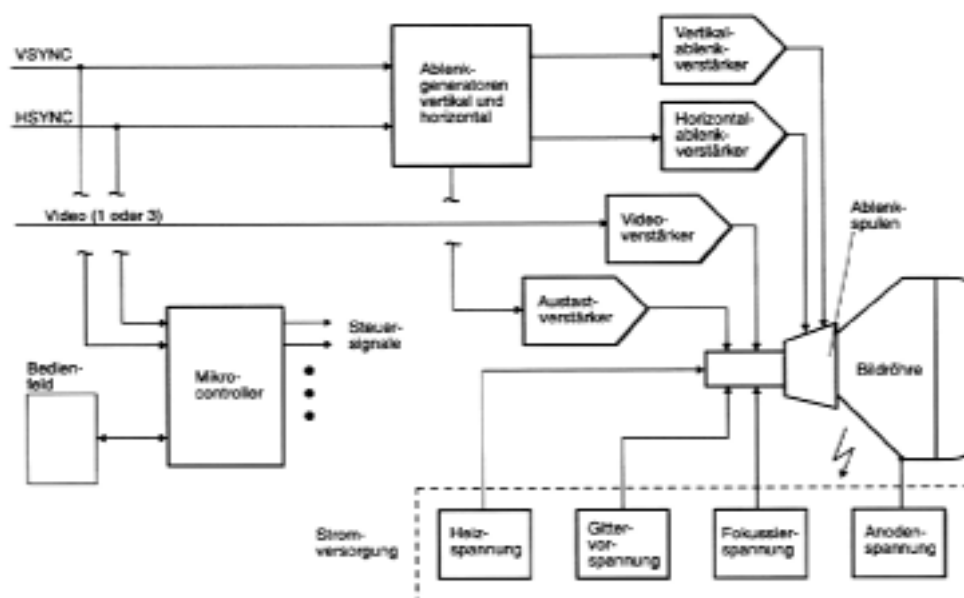 VSYNC
HSYNC
Ablenk-
generatoren
vertikal und
horizontal
Vertikal-
ablenk-
verstärker
Horizontal-
ablenk-
verstärker
Video (1 oder 3)
Video-
verstärker
Ablenk-
spulen
Austast-
verstärker
Steuer-
signale
Mikro-
controller
Bedien-
feld
Bildröhre
Strom-
versorgung
Heiz-
spannung
Gitter-
vor-
spannung
Fokussier-
spannung
Anoden-
spannung